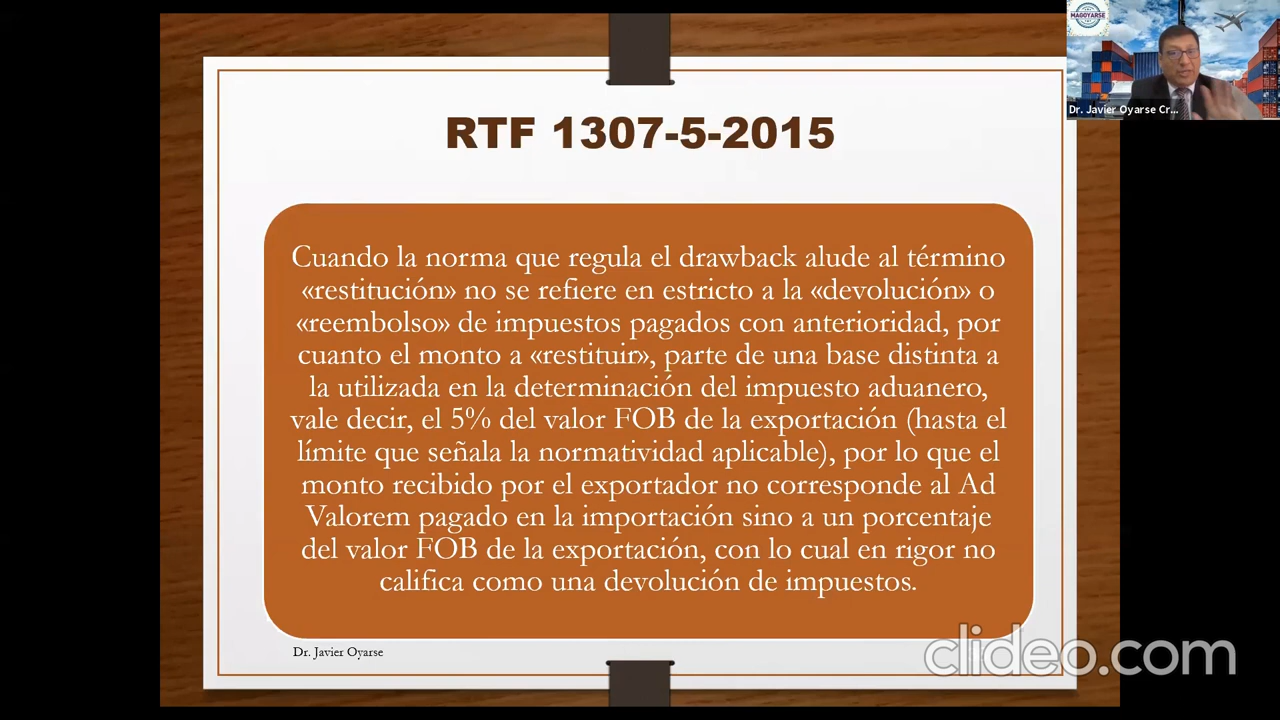 MAGOYARSE
Dr. Javier Oyarse Cr...
RTF 1307-5-2015
Cuando la norma que regula el drawback alude al término
«restitución» no se refiere en estricto a la «devolución» o
«reembolso» de impuestos pagados con anterioridad, por
cuanto el monto a «restituir», parte de una base distinta a
la utilizada en la determinación del impuesto aduanero,
vale decir, el 5% del valor FOB de la exportación (hasta el
límite que señala la normatividad aplicable), por lo que el
monto recibido por el exportador no corresponde al Ad
Valorem pagado en la importación sino a un porcentaje
del valor FOB de la exportación, con lo cual en rigor no
califica como una devolución de impuestos.
Dr. Javier Oyarse
clideo.com